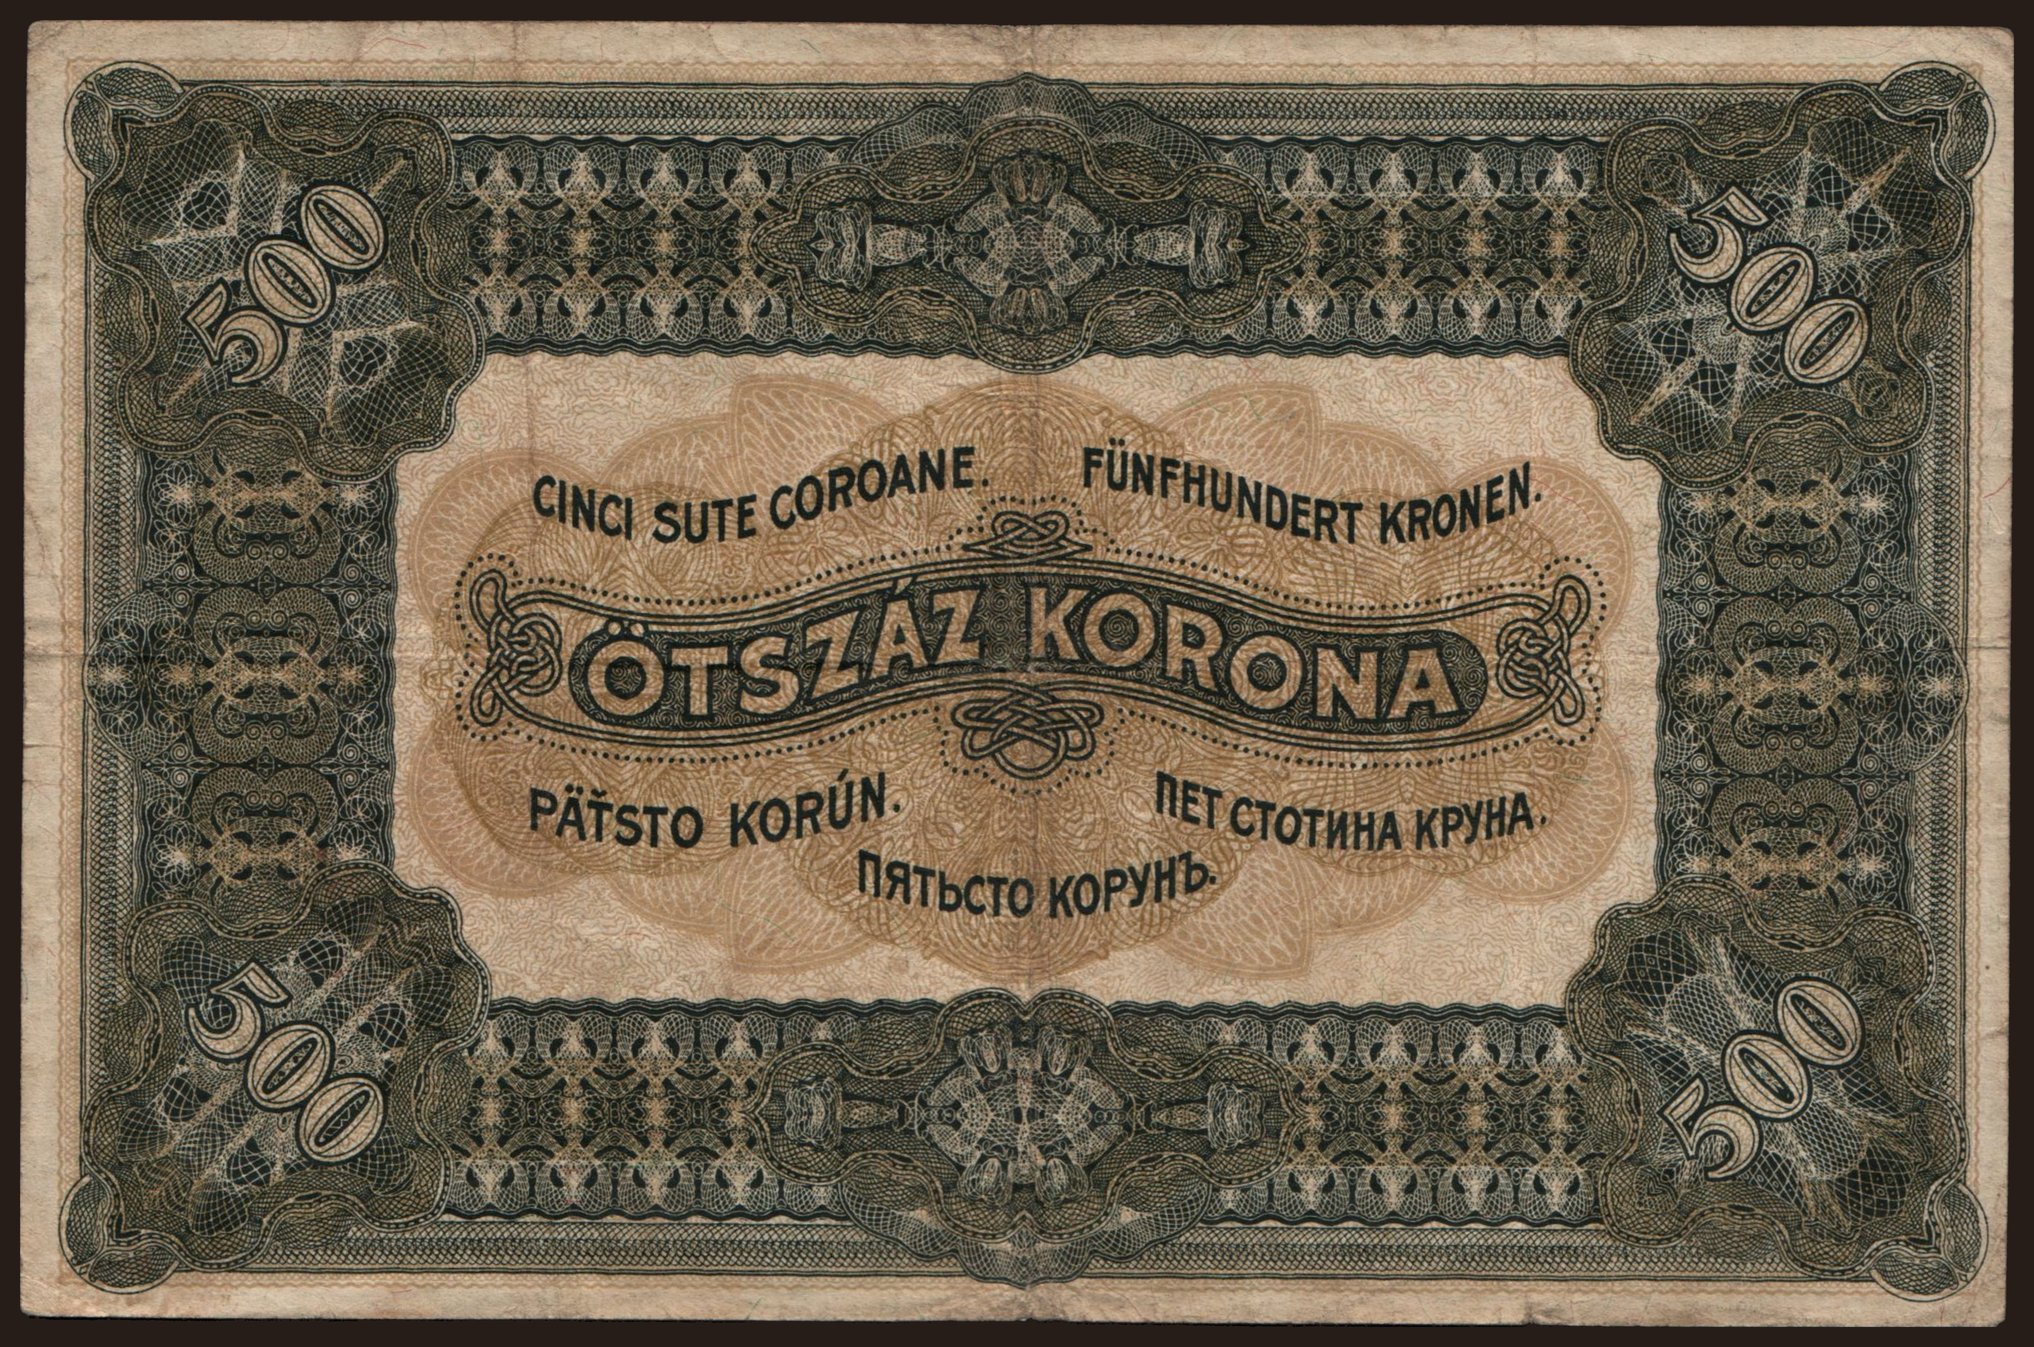 500
500
CINCI SUTE COROANE.
FÜNFHUNDERT KRONEN.
ÖTSZÁZ KORONA
PÄŤSTO KORÚN.
ПЕТ СТОТИНА КРУНА.
ПЯТЬСТО КОРУНЪ.
500
500